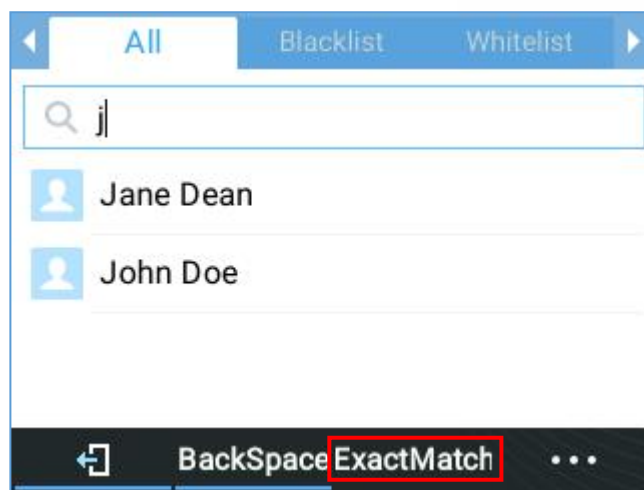 All Blacklist Whitelist
j
Jane Dean
John Doe
BackSpace ExactMatch ...